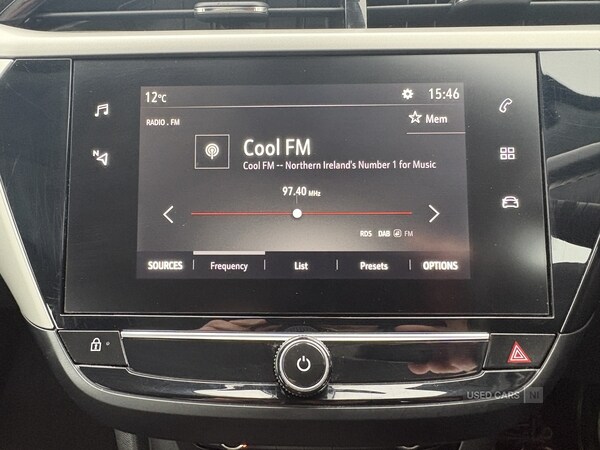 12°C
15:46
RADIO . FM
Mem
Cool FM
Cool FM -- Northern Ireland's Number 1 for Music
97.40 MHz
RDS DAB FM
SOURCES Frequency List Presets OPTIONS
N
USED CARS NI